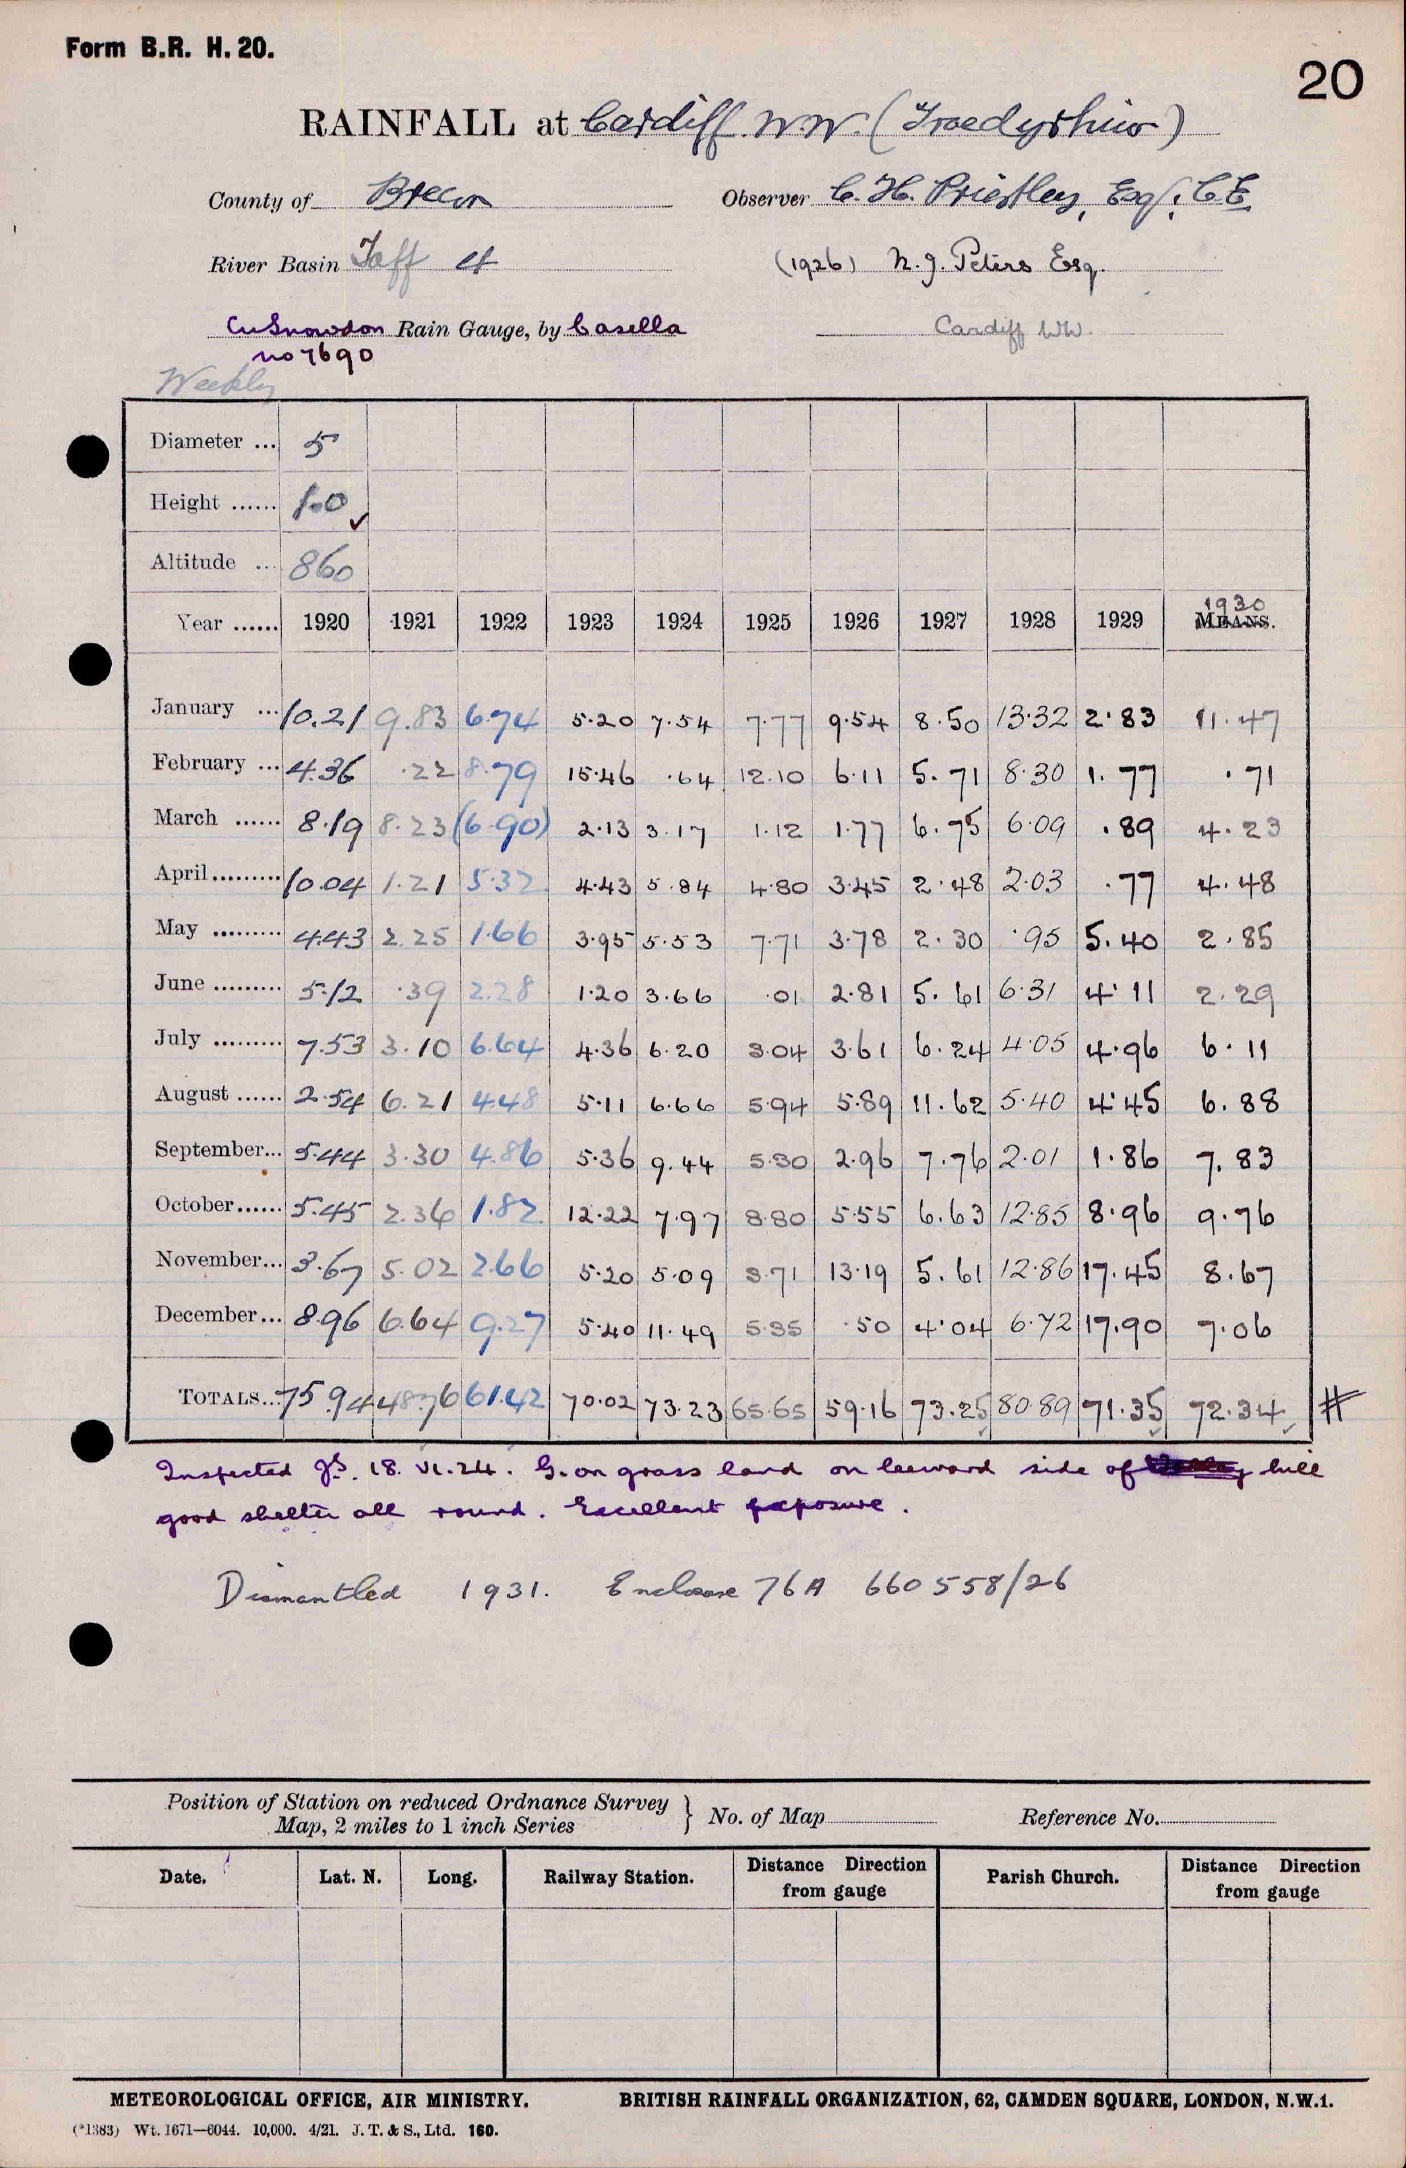 Form B.R. H. 20.
20
RAINFALL at Cardiff W.W. (Troedyrhiw)
County of Brecon Observer C. H. Priestley, Esq., C.E.
River Basin Taff (1926) N. J. Peters Esq.
Cu Snowdon Rain Gauge, by Casella Cardiff WW.
no 7690
Weekly
Diameter ... 5
Height ...... 1.0 ✓
Altitude ... 860
1930
Year ...... 1920 1921 1922 1923 1924 1925 1926 1927 1928 1929 MEANS.
January ... 10.21 9.83 6.74 5.20 7.54 7.77 9.54 8.50 13.32 2.83 11.47
February ... 4.36 .22 8.79 15.46 .64 12.10 6.11 5.71 8.30 1.77 .71
March ...... 8.19 8.23 (6.90) 2.13 3.17 1.12 1.77 6.75 6.09 .89 4.23
April ......... 10.04 1.21 5.32 4.43 5.84 4.80 3.45 2.48 2.03 .77 4.48
May ......... 4.43 2.25 1.66 3.95 5.53 7.71 3.78 2.30 .95 5.40 2.85
June ......... 5.12 .39 2.28 1.20 3.66 .01 2.81 5.61 6.31 4.11 2.29
July ......... 7.53 3.10 6.64 4.36 6.20 3.04 3.61 6.24 4.05 4.96 6.11
August ...... 2.54 6.21 4.48 5.11 6.66 5.94 5.89 11.62 5.40 4.45 6.88
September... 5.44 3.30 4.86 5.36 9.44 5.30 2.96 7.76 2.01 1.86 7.83
October...... 5.45 2.36 1.82 12.22 7.97 8.80 5.55 6.63 12.85 8.96 9.76
November... 3.67 5.02 2.66 5.20 5.09 3.71 13.19 5.61 12.86 17.45 8.67
December... 8.96 6.64 9.27 5.40 11.49 5.35 .50 4.04 6.72 17.90 7.06
TOTALS... 75.94 48.76 61.42 70.02 73.23 65.65 59.16 73.25 80.89 71.35 72.34 #
Inspected JS. 18. VI. 24. G. on grass land on leeward side of hill
good shelter all round. Excellent exposure.
Dismantled 1931. Enclosure 76A 660558/26
Position of Station on reduced Ordnance Survey
Map, 2 miles to 1 inch Series } No. of Map Reference No.
Date. Lat. N. Long. Railway Station. Distance Direction from gauge Parish Church. Distance Direction from gauge
METEOROLOGICAL OFFICE, AIR MINISTRY. BRITISH RAINFALL ORGANIZATION, 62, CAMDEN SQUARE, LONDON, N.W.1.
(*1383) Wt. 1671—6044. 10,000. 4/21. J. T. & S., Ltd. 160.